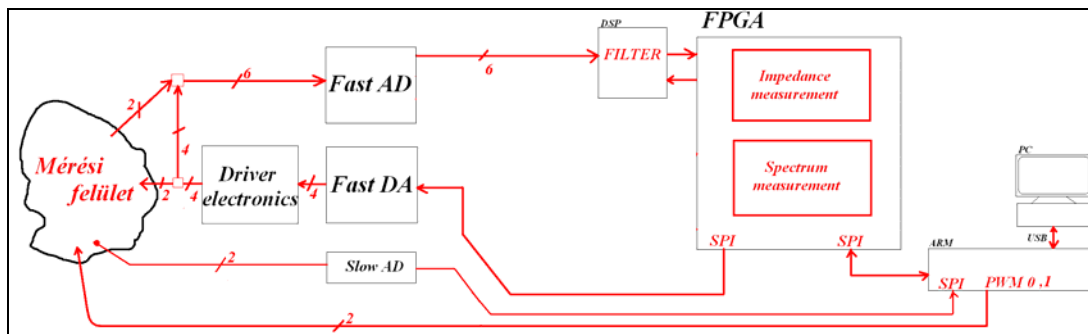 DSP
FPGA
6
6
FILTER
Fast AD
Impedance
measurement
2
4
Mérési
felület
Driver
electronics
Fast DA
Spectrum
measurement
2
4
4
PC
SPI
SPI
USB
ARM
2
Slow AD
SPI
PWM 0 ,1
2